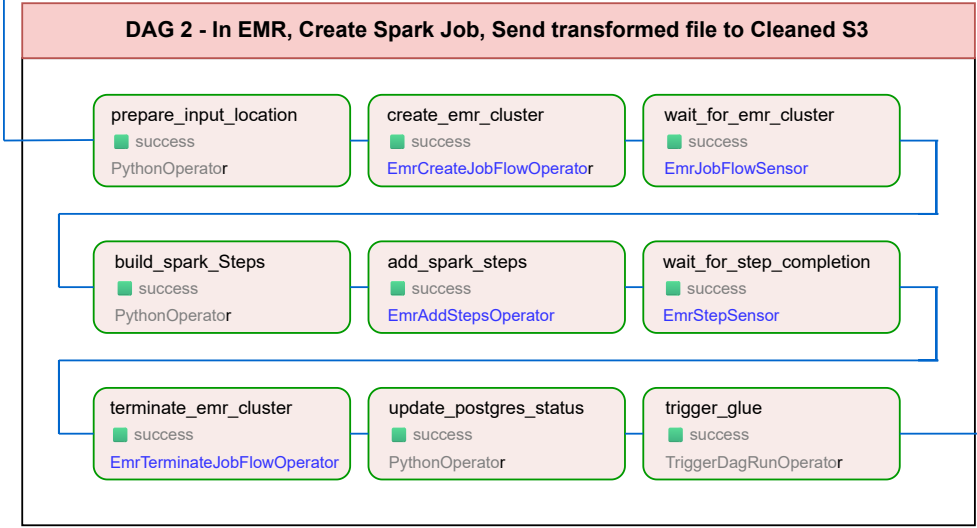 DAG 2 - In EMR, Create Spark Job, Send transformed file to Cleaned S3
prepare_input_location
success
PythonOperator
create_emr_cluster
success
EmrCreateJobFlowOperator
wait_for_emr_cluster
success
EmrJobFlowSensor
build_spark_Steps
success
PythonOperator
add_spark_steps
success
EmrAddStepsOperator
wait_for_step_completion
success
EmrStepSensor
terminate_emr_cluster
success
EmrTerminateJobFlowOperator
update_postgres_status
success
PythonOperator
trigger_glue
success
TriggerDagRunOperator